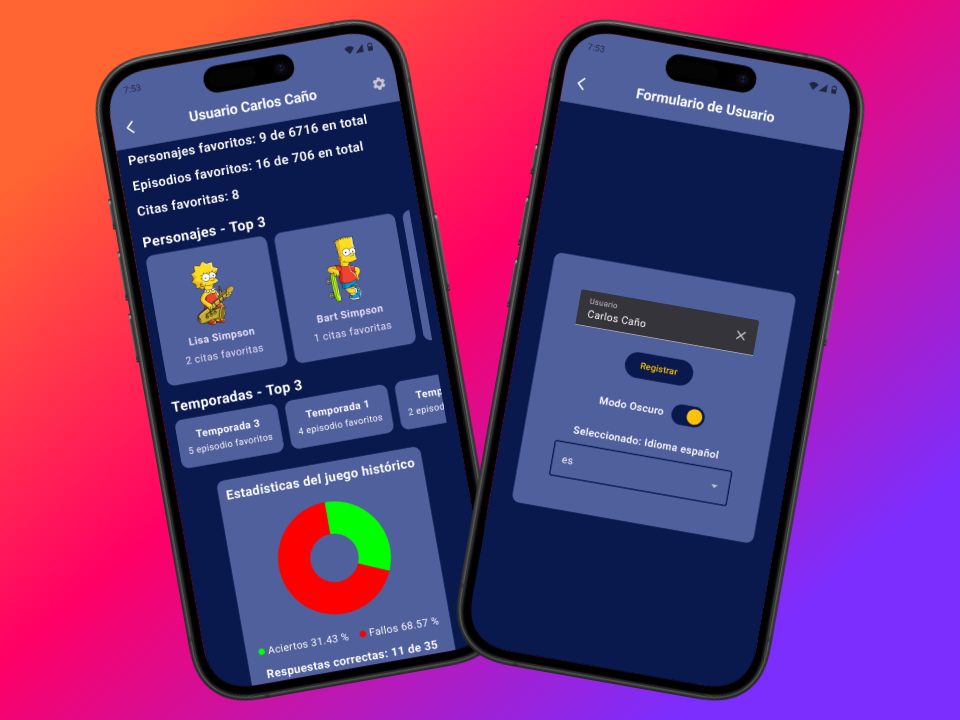 7:53
Usuario Carlos Caño
Personajes favoritos: 9 de 6716 en total
Episodios favoritos: 16 de 706 en total
Citas favoritas: 8
Personajes - Top 3
Lisa Simpson
2 citas favoritas
Bart Simpson
1 citas favoritas
Temporadas - Top 3
Temporada 3
5 episodio favoritos
Temporada 1
4 episodio favoritos
Temp
2 episod
Estadísticas del juego histórico
Aciertos 31.43 %
Fallos 68.57 %
Respuestas correctas: 11 de 35
7:53
Formulario de Usuario
Usuario
Carlos Caño
Registrar
Modo Oscuro
Seleccionado: Idioma español
es